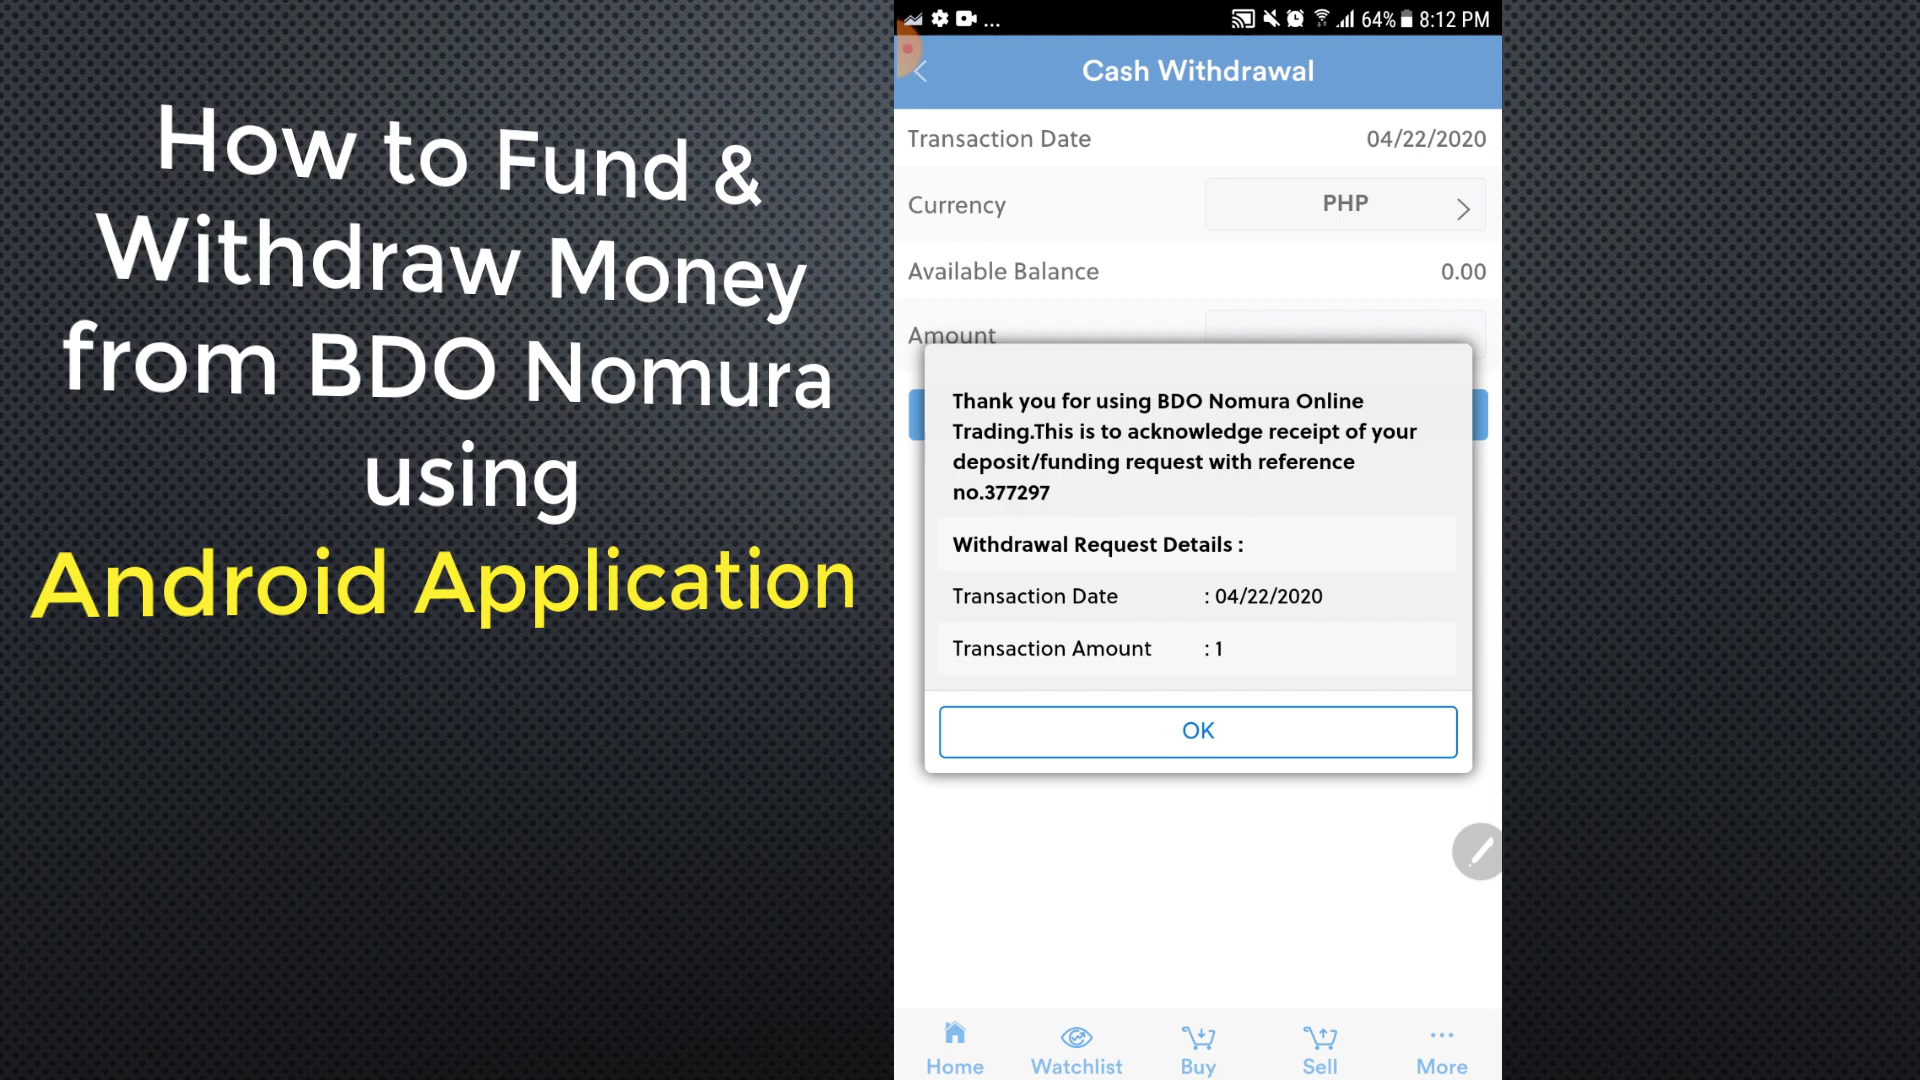 How to Fund &
Withdraw Money
from BDO Nomura
using
Android Application
... 64% 8:12 PM
Cash Withdrawal
Transaction Date 04/22/2020
Currency PHP
Available Balance 0.00
Amount
Thank you for using BDO Nomura Online
Trading.This is to acknowledge receipt of your
deposit/funding request with reference
no.377297
Withdrawal Request Details :
Transaction Date : 04/22/2020
Transaction Amount : 1
OK
Home Watchlist Buy Sell More